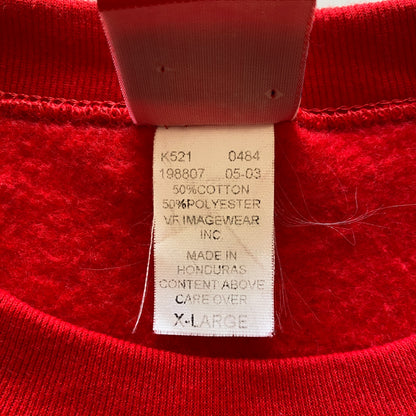 K521 0484
198807 05-03
50%COTTON
50%POLYESTER
VF IMAGEWEAR
INC.
MADE IN
HONDURAS
CONTENT ABOVE
CARE OVER
X-LARGE